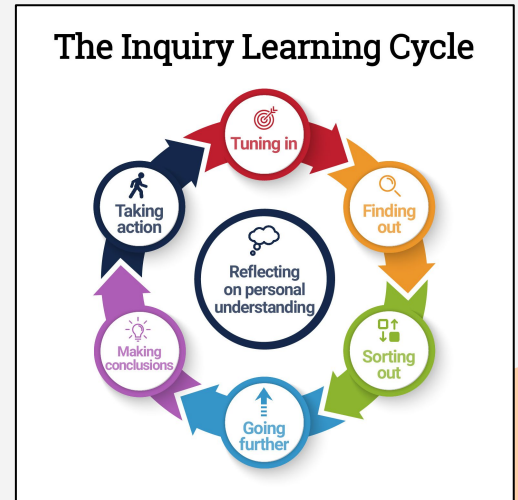 The Inquiry Learning Cycle
Tuning in
Finding
out
Sorting
out
Going
further
Making
conclusions
Taking
action
Reflecting
on personal
understanding